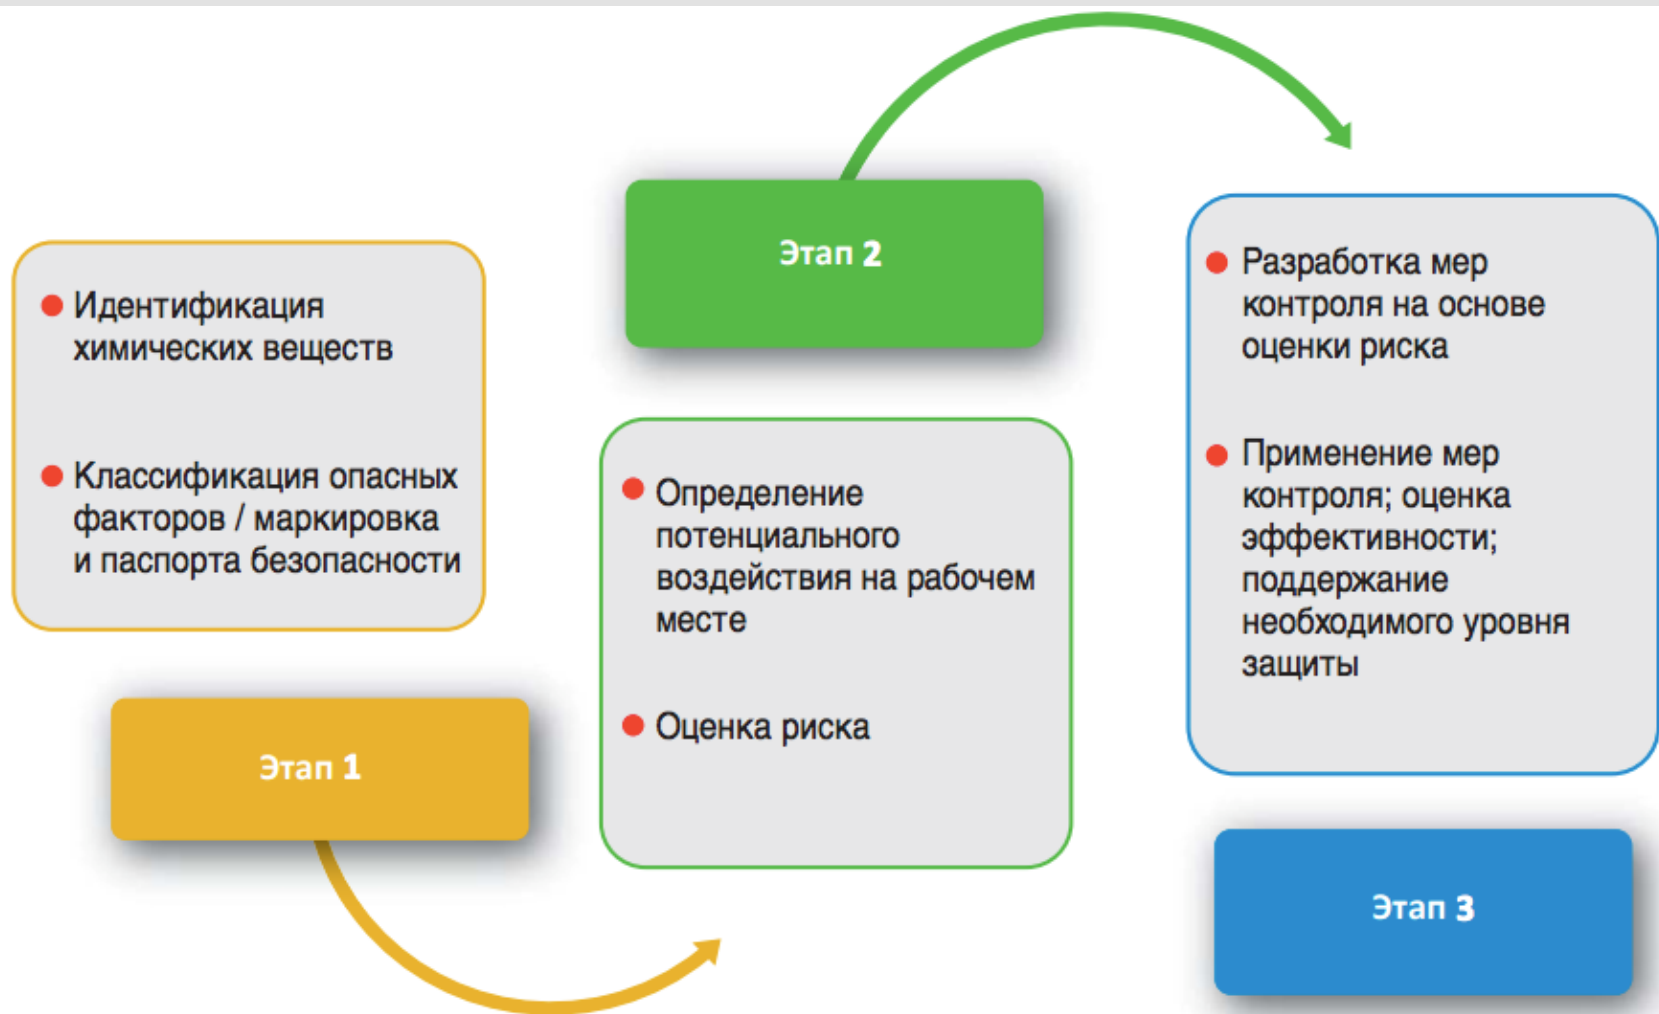 Идентификация
химических веществ
Классификация опасных
факторов / маркировка
и паспорта безопасности
Этап 1
Этап 2
Определение
потенциального
воздействия на рабочем
месте
Оценка риска
Разработка мер
контроля на основе
оценки риска
Применение мер
контроля; оценка
эффективности;
поддержание
необходимого уровня
защиты
Этап 3